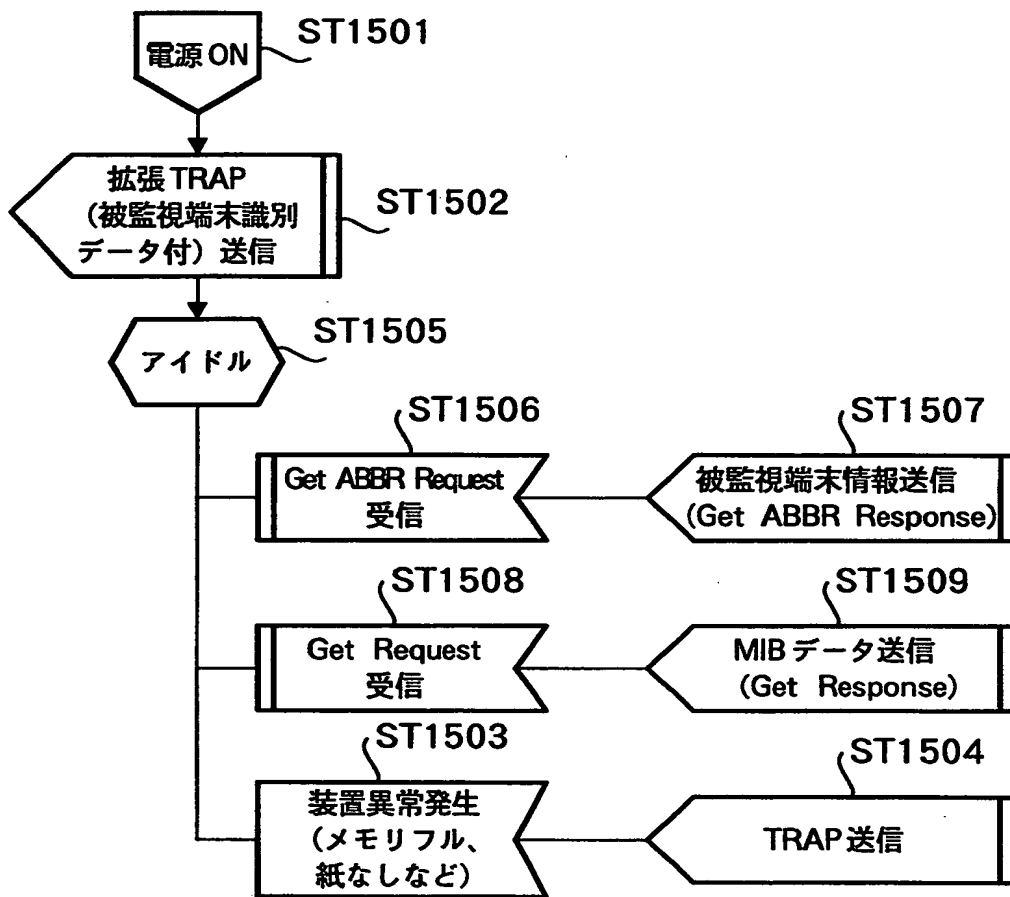 ST1501
電源ON
拡張TRAP
(被監視端末識別
データ付)送信
ST1502
ST1505
アイドル
ST1506
Get ABBR Request
受信
ST1507
被監視端末情報送信
(Get ABBR Response)
ST1508
Get Request
受信
ST1509
MIBデータ送信
(Get Response)
ST1503
装置異常発生
(メモリフル、
紙なしなど)
ST1504
TRAP送信